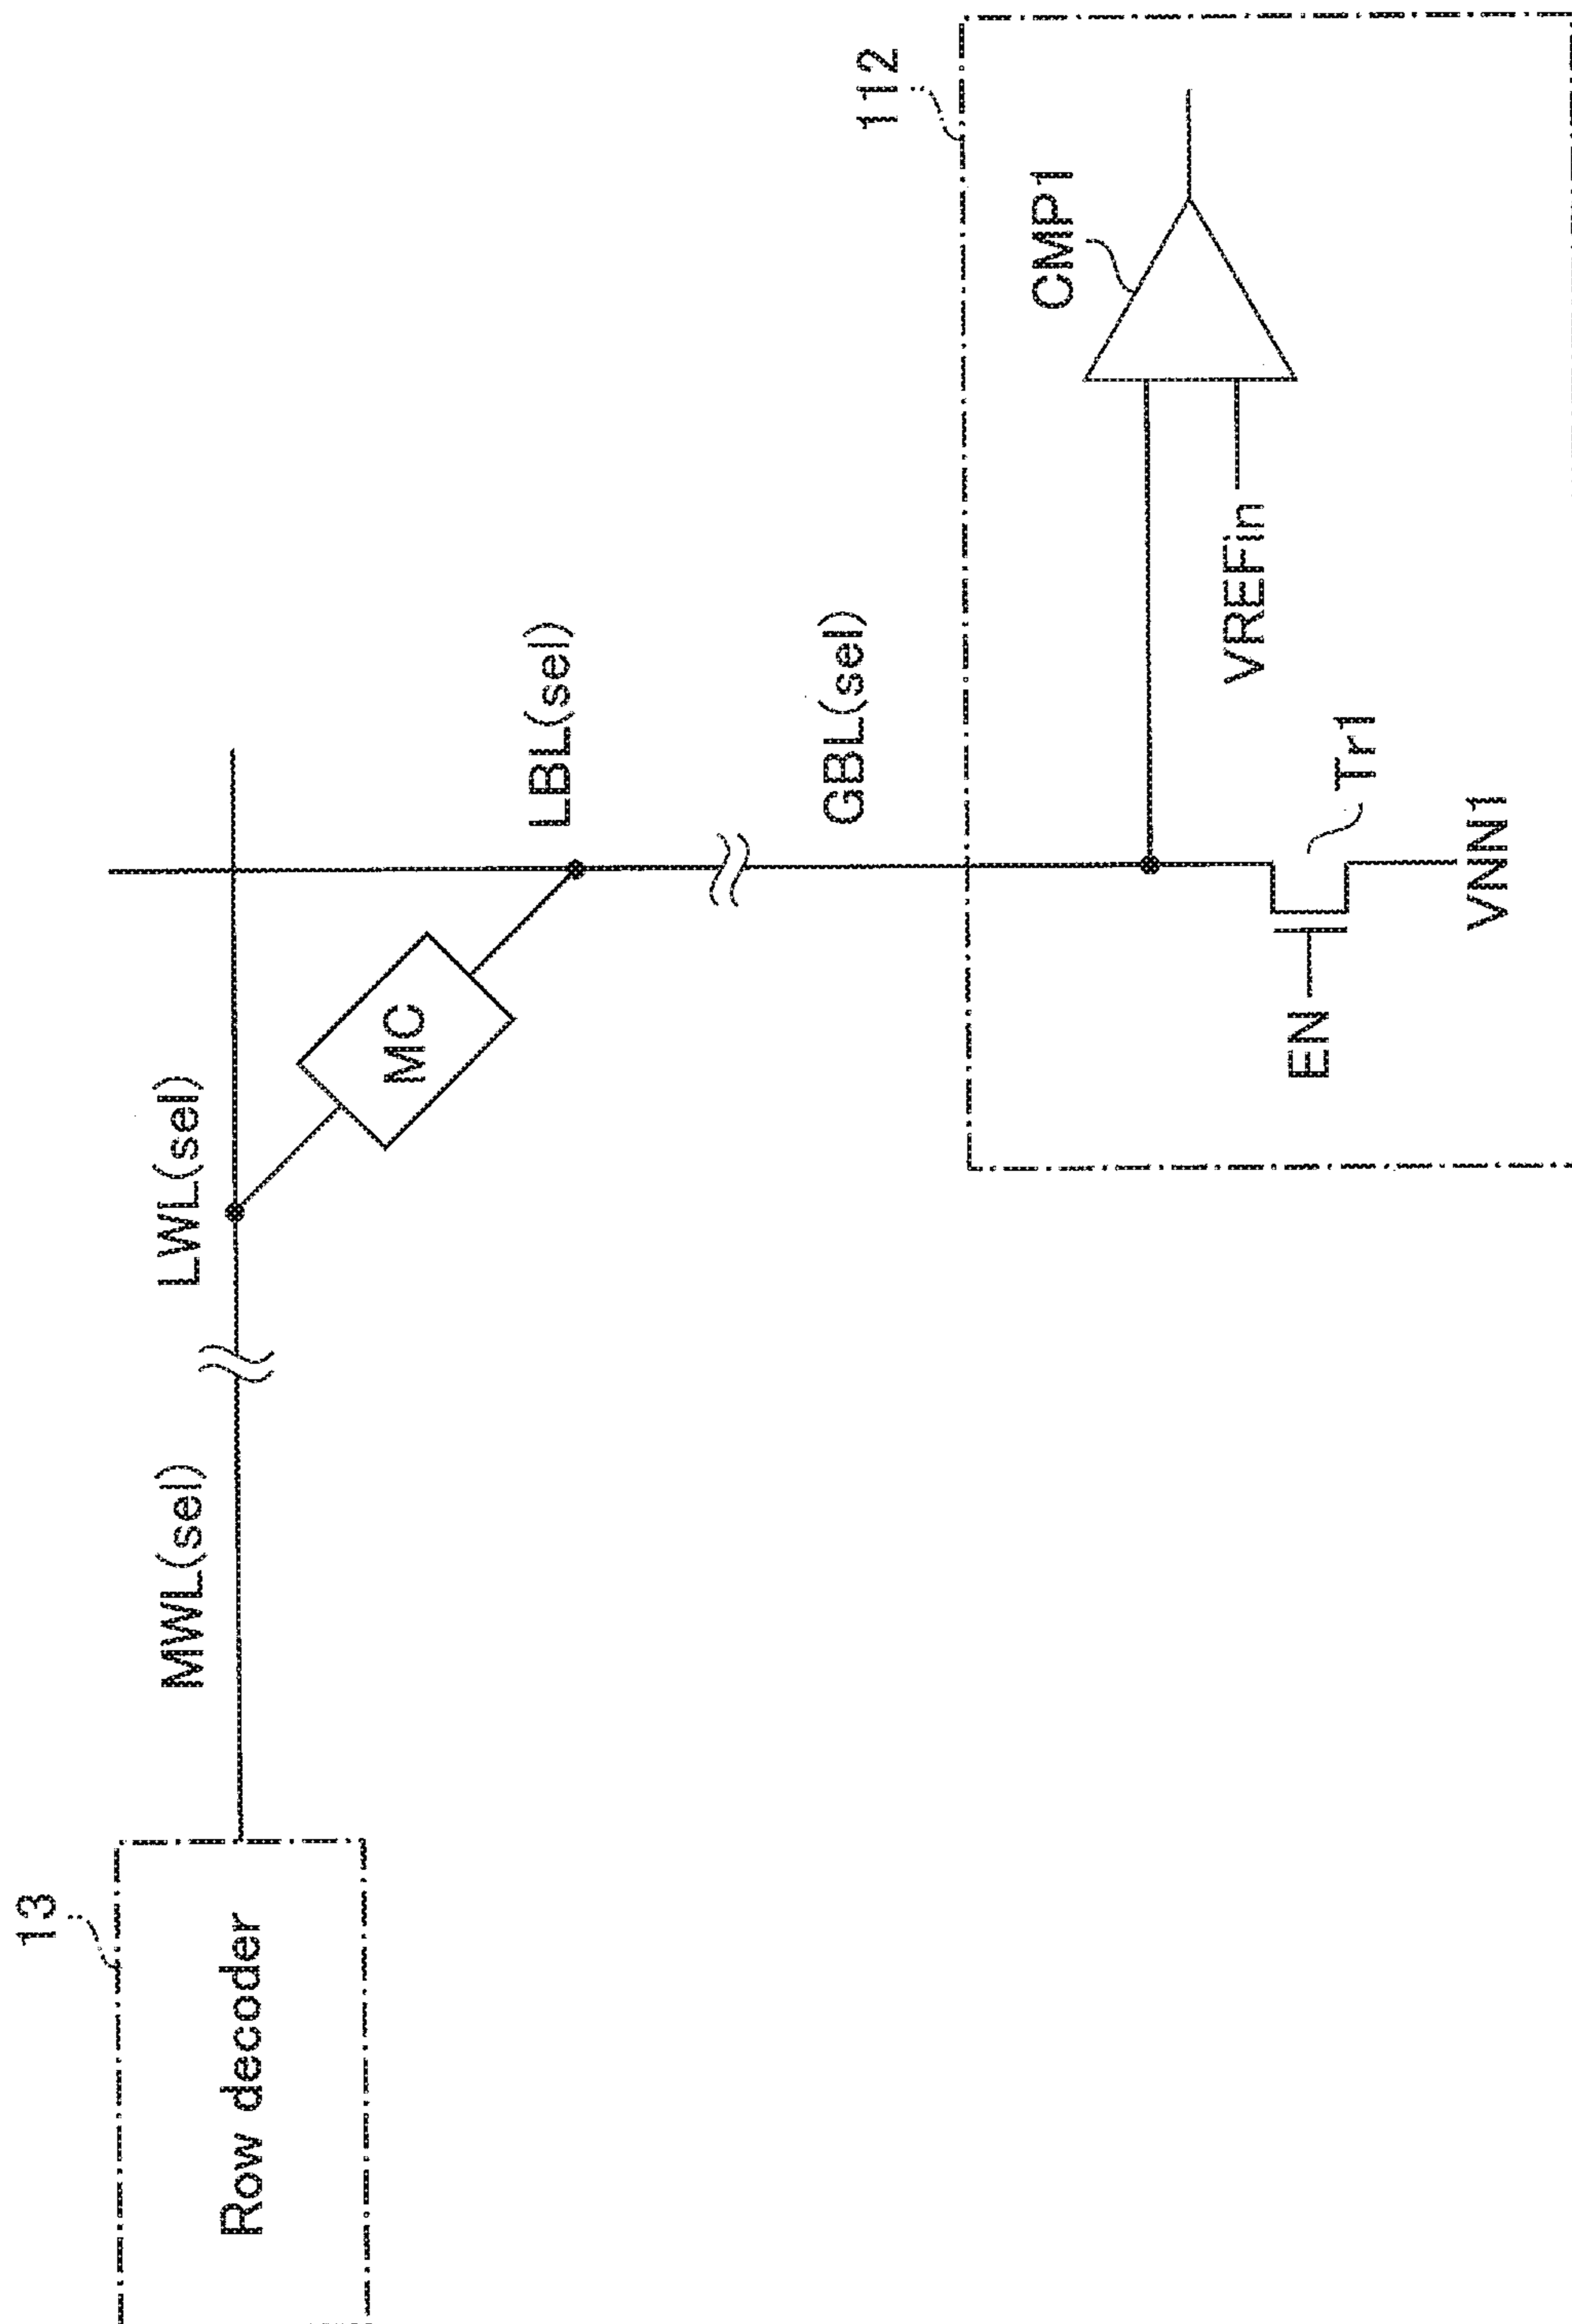 13
Row decoder
MWL(sel)
LWL(sel)
MC
LBL(sel)
GBL(sel)
112
CMP1
VREFin
EN
Tr1
VNN1